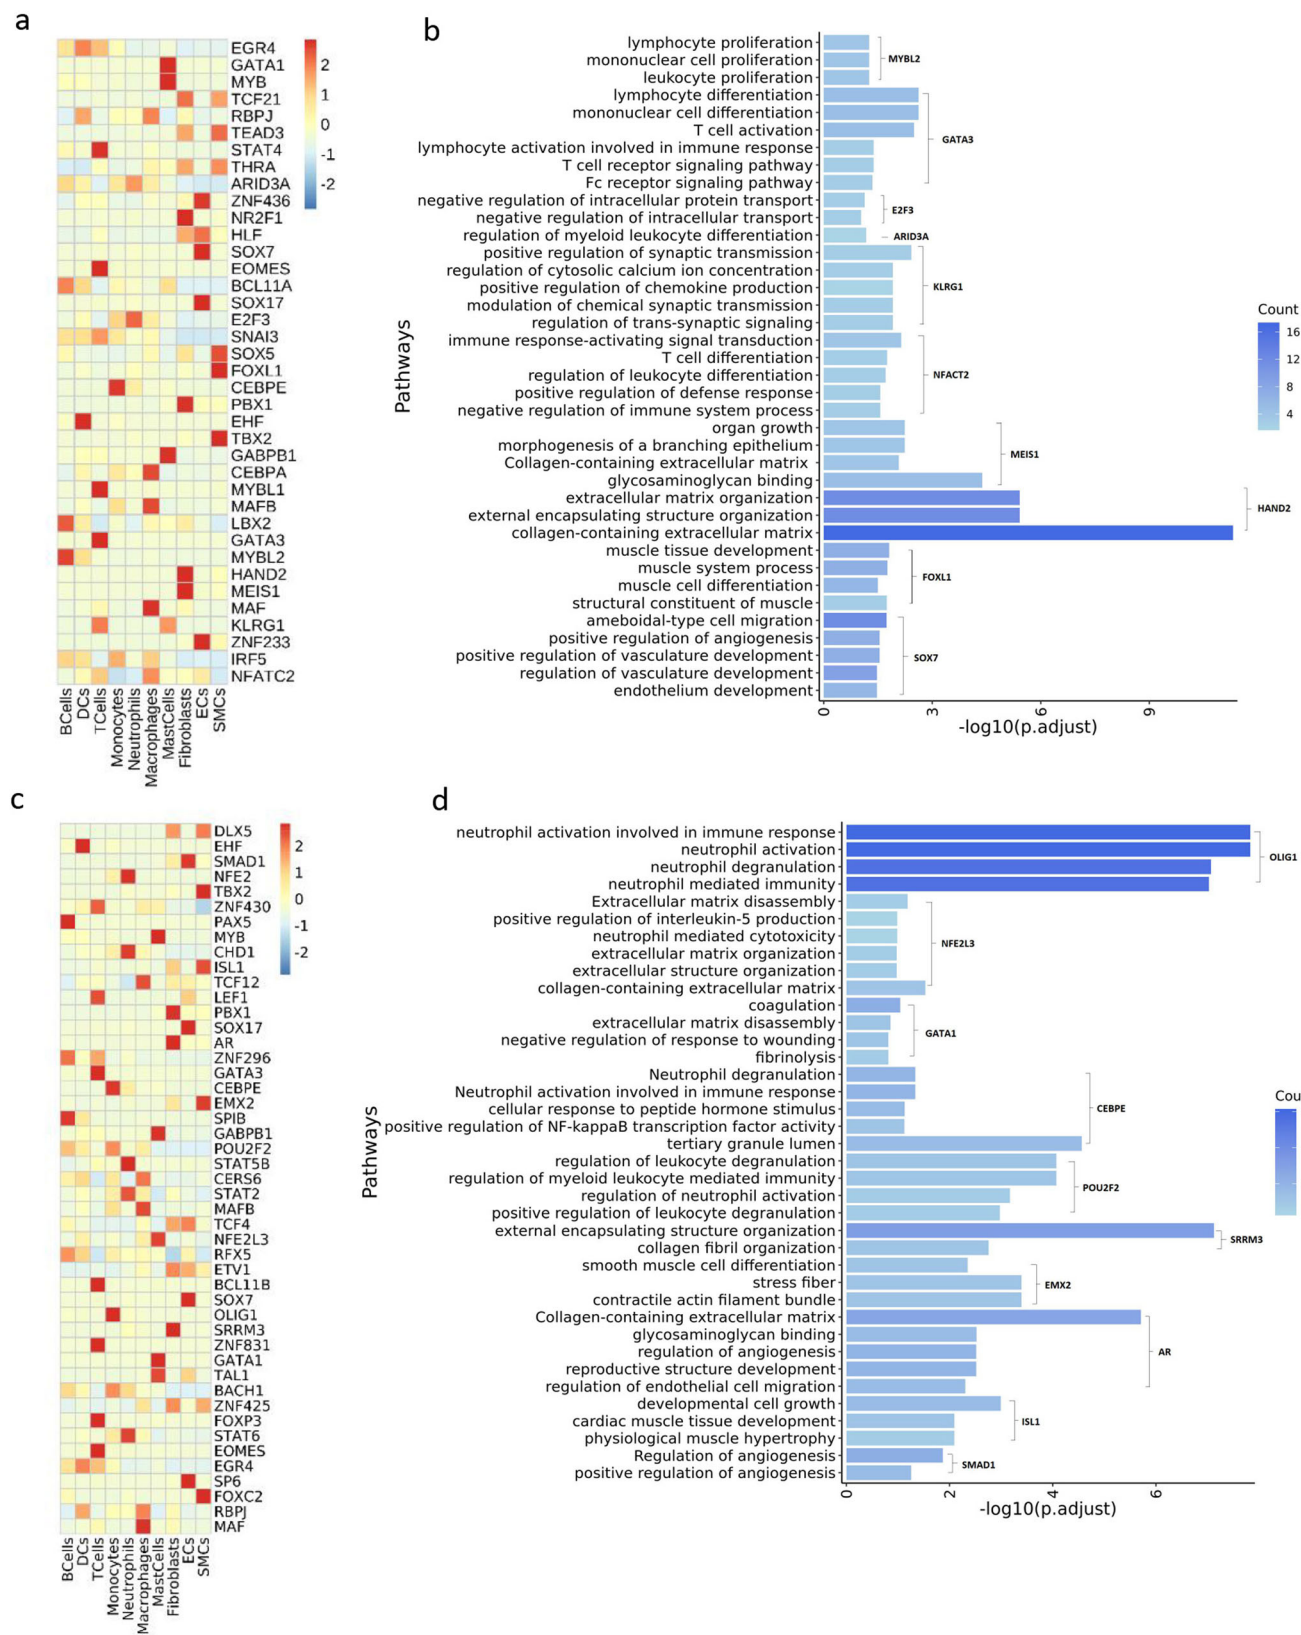 a
EGR4
GATA1
MYB
TCF21
RBPJ
TEAD3
STAT4
THRA
ARID3A
ZNF436
NR2F1
HLF
SOX7
EOMES
BCL11A
SOX17
E2F3
SNAI3
SOX5
FOXL1
CEBPE
PBX1
EHF
TBX2
GABPB1
CEBPA
MYBL1
MAFB
LBX2
GATA3
MYBL2
HAND2
MEIS1
MAF
KLRG1
ZNF233
IRF5
NFATC2
2
1
0
-1
-2
BCells
DCs
TCells
Monocytes
Neutrophils
Macrophages
MastCells
Fibroblasts
ECs
SMCs
b
Pathways
lymphocyte proliferation
mononuclear cell proliferation
leukocyte proliferation
lymphocyte differentiation
mononuclear cell differentiation
T cell activation
lymphocyte activation involved in immune response
T cell receptor signaling pathway
Fc receptor signaling pathway
negative regulation of intracellular protein transport
negative regulation of intracellular transport
regulation of myeloid leukocyte differentiation
positive regulation of synaptic transmission
regulation of cytosolic calcium ion concentration
positive regulation of chemokine production
modulation of chemical synaptic transmission
regulation of trans-synaptic signaling
immune response-activating signal transduction
T cell differentiation
regulation of leukocyte differentiation
positive regulation of defense response
negative regulation of immune system process
organ growth
morphogenesis of a branching epithelium
Collagen-containing extracellular matrix
glycosaminoglycan binding
extracellular matrix organization
external encapsulating structure organization
collagen-containing extracellular matrix
muscle tissue development
muscle system process
muscle cell differentiation
structural constituent of muscle
ameboidal-type cell migration
positive regulation of angiogenesis
positive regulation of vasculature development
regulation of vasculature development
endothelium development
MYBL2
GATA3
E2F3
ARID3A
KLRG1
NFACT2
MEIS1
HAND2
FOXL1
SOX7
0
3
6
9
-log10(p.adjust)
Count
16
12
8
4
c
DLX5
EHF
SMAD1
NFE2
TBX2
ZNF430
PAX5
MYB
CHD1
ISL1
TCF12
LEF1
PBX1
SOX17
AR
ZNF296
GATA3
CEBPE
EMX2
SPIB
GABPB1
POU2F2
STAT5B
CERS6
STAT2
MAFB
TCF4
NFE2L3
RFX5
ETV1
BCL11B
SOX7
OLIG1
SRRM3
ZNF831
GATA1
TAL1
BACH1
ZNF425
FOXP3
STAT6
EOMES
EGR4
SP6
FOXC2
RBPJ
MAF
2
1
0
-1
-2
BCells
DCs
TCells
Monocytes
Neutrophils
Macrophages
MastCells
Fibroblasts
ECs
SMCs
d
Pathways
neutrophil activation involved in immune response
neutrophil activation
neutrophil degranulation
neutrophil mediated immunity
Extracellular matrix disassembly
positive regulation of interleukin-5 production
neutrophil mediated cytotoxicity
extracellular matrix organization
extracellular structure organization
collagen-containing extracellular matrix
coagulation
extracellular matrix disassembly
negative regulation of response to wounding
fibrinolysis
Neutrophil degranulation
Neutrophil activation involved in immune response
cellular response to peptide hormone stimulus
positive regulation of NF-kappaB transcription factor activity
tertiary granule lumen
regulation of leukocyte degranulation
regulation of myeloid leukocyte mediated immunity
regulation of neutrophil activation
positive regulation of leukocyte degranulation
external encapsulating structure organization
collagen fibril organization
smooth muscle cell differentiation
stress fiber
contractile actin filament bundle
Collagen-containing extracellular matrix
glycosaminoglycan binding
regulation of angiogenesis
reproductive structure development
regulation of endothelial cell migration
developmental cell growth
cardiac muscle tissue development
physiological muscle hypertrophy
Regulation of angiogenesis
positive regulation of angiogenesis
OLIG1
NFE2L3
GATA1
CEBPE
POU2F2
SRRM3
EMX2
AR
ISL1
SMAD1
0
2
4
6
-log10(p.adjust)
Cou